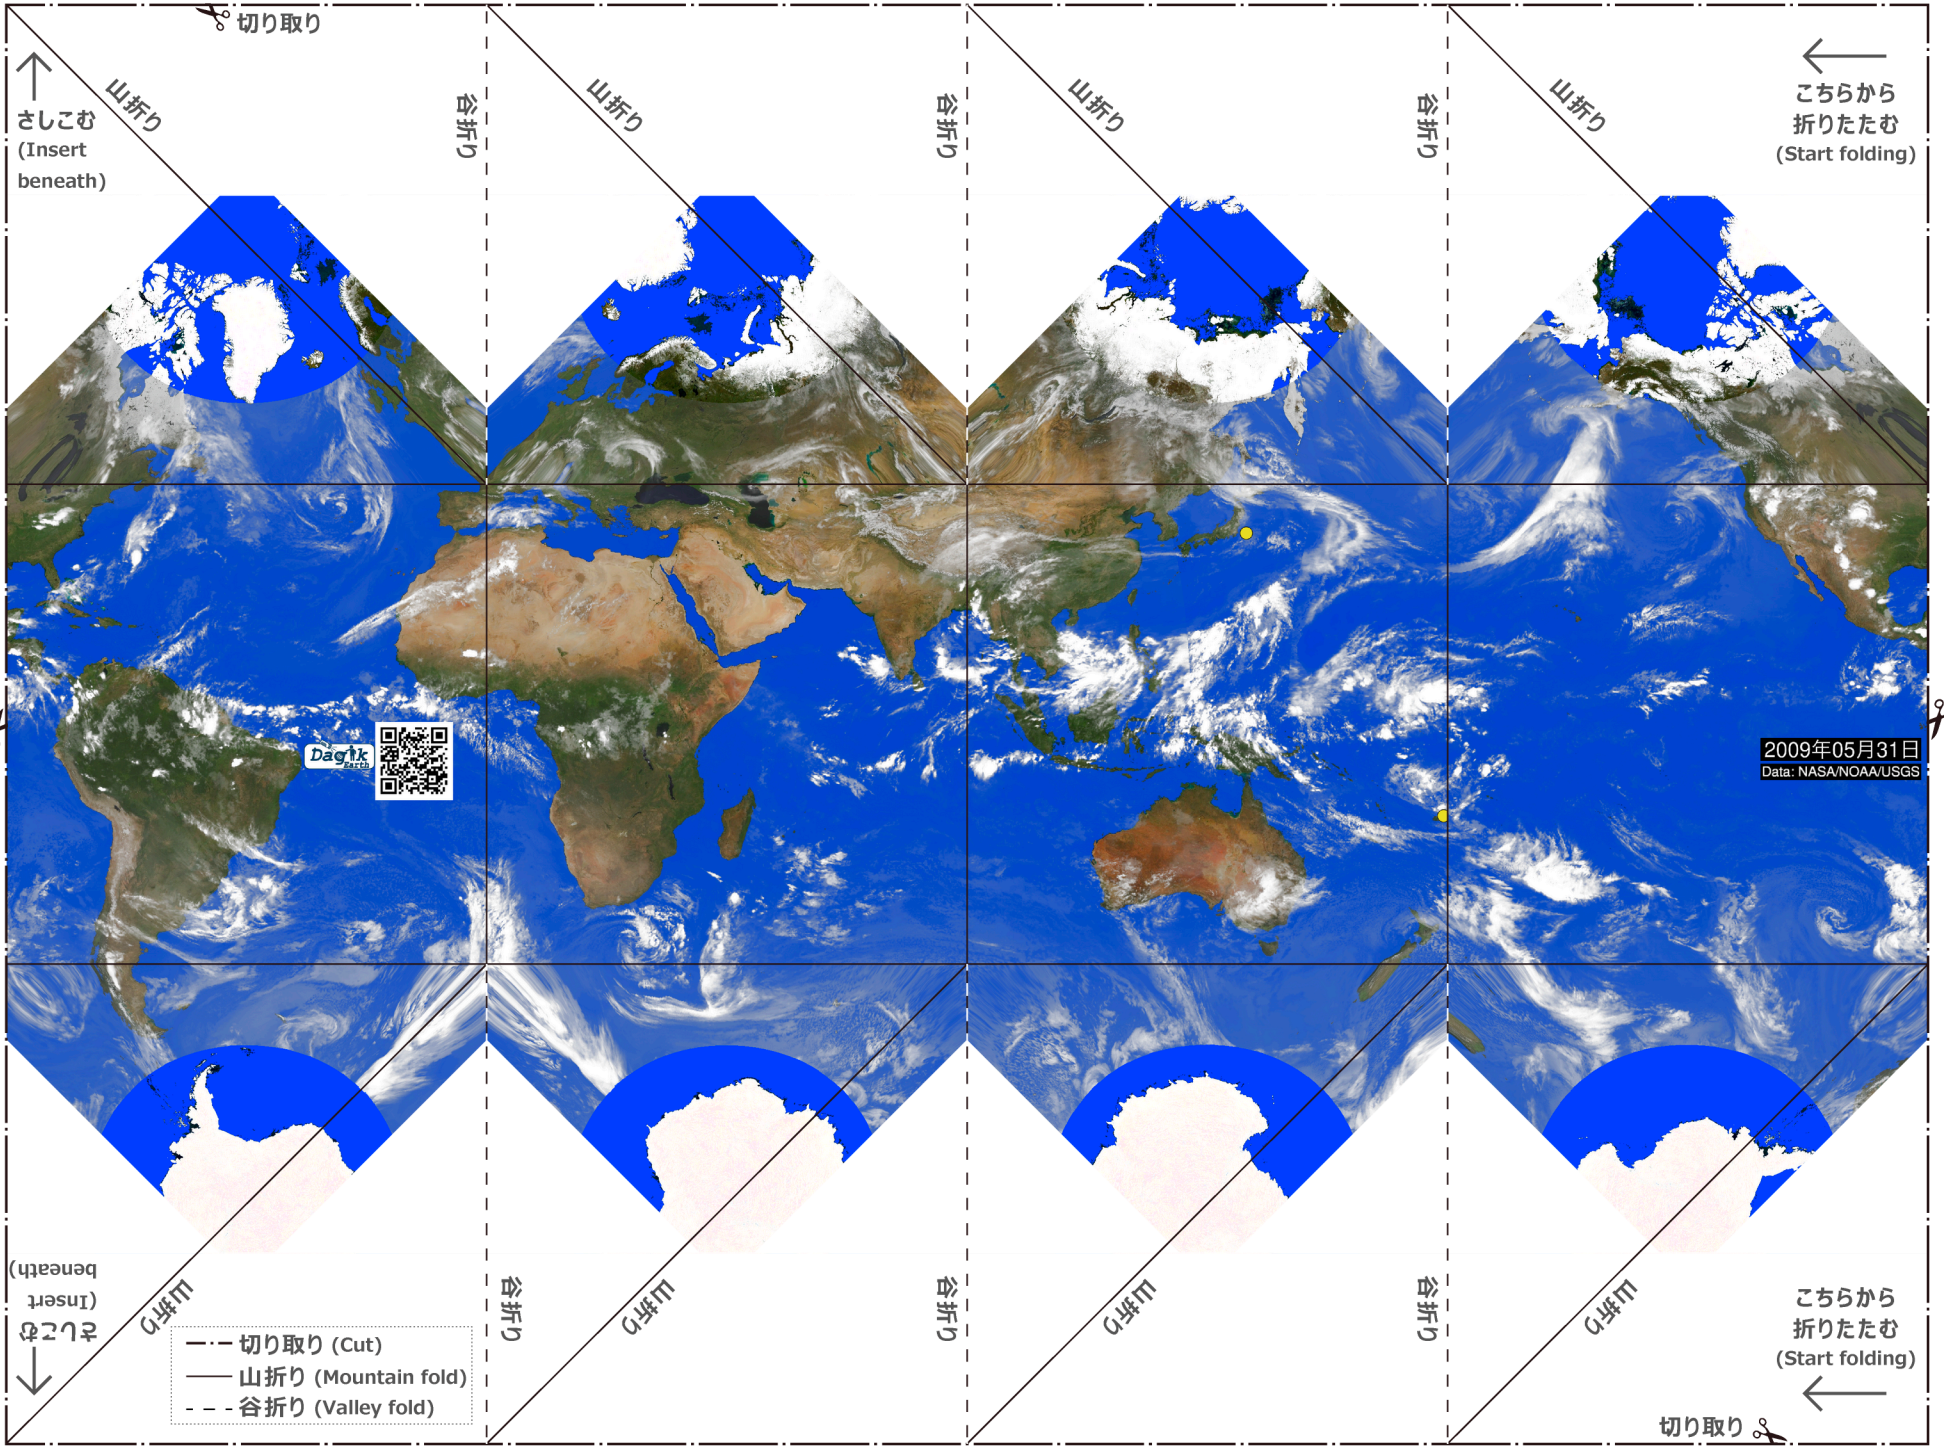 切り取り
山折り
谷折り
山折り
谷折り
山折り
谷折り
山折り
さしこむ
(Insert
beneath)
こちらから
折りたたむ
(Start folding)
Dagik
Earth
2009年05月31日
Data: NASA/NOAA/USGS
さしこむ
(Insert
beneath)
山折り
谷折り
山折り
谷折り
山折り
谷折り
山折り
こちらから
折りたたむ
(Start folding)
切り取り (Cut)
山折り (Mountain fold)
谷折り (Valley fold)
切り取り